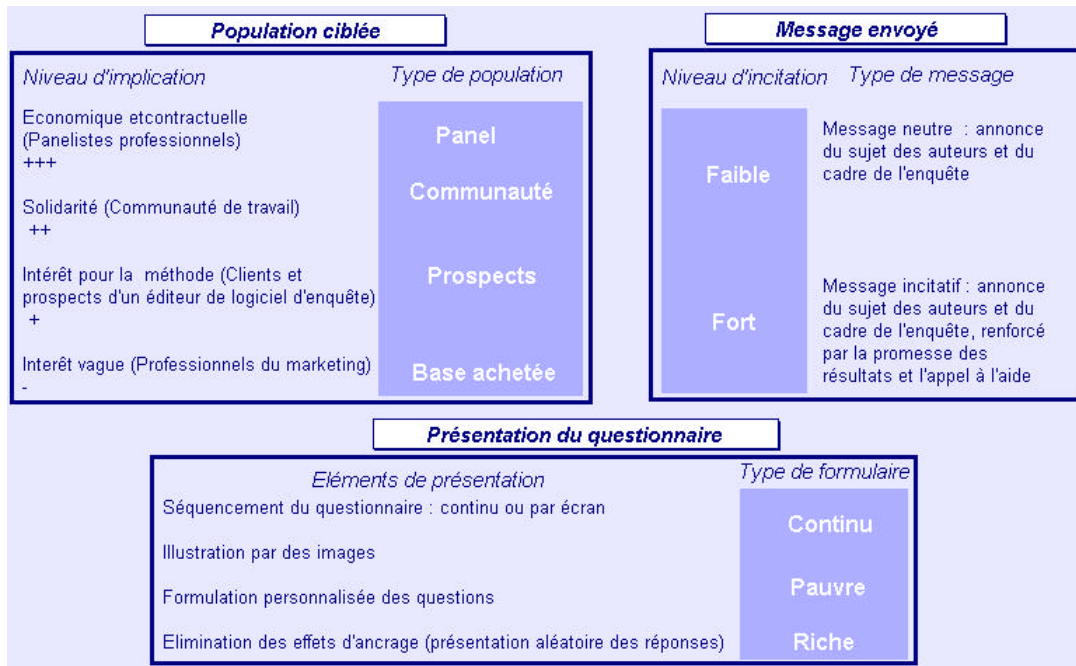 Population ciblée
Niveau d'implication
Type de population
Economique etcontractuelle
(Panelistes professionnels)
+++
Panel
Solidarité (Communauté de travail)
++
Communauté
Intérêt pour la méthode (Clients et
prospects d'un éditeur de logiciel d'enquête)
+
Prospects
Interêt vague (Professionnels du marketing)
-
Base achetée
Message envoyé
Niveau d'incitation
Type de message
Faible
Message neutre : annonce
du sujet des auteurs et du
cadre de l'enquête
Fort
Message incitatif : annonce
du sujet des auteurs et du
cadre de l'enquête, renforcé
par la promesse des
résultats et l'appel à l'aide
Présentation du questionnaire
Eléments de présentation
Type de formulaire
Séquencement du questionnaire : continu ou par écran
Continu
Illustration par des images
Formulation personnalisée des questions
Pauvre
Elimination des effets d'ancrage (présentation aléatoire des réponses)
Riche